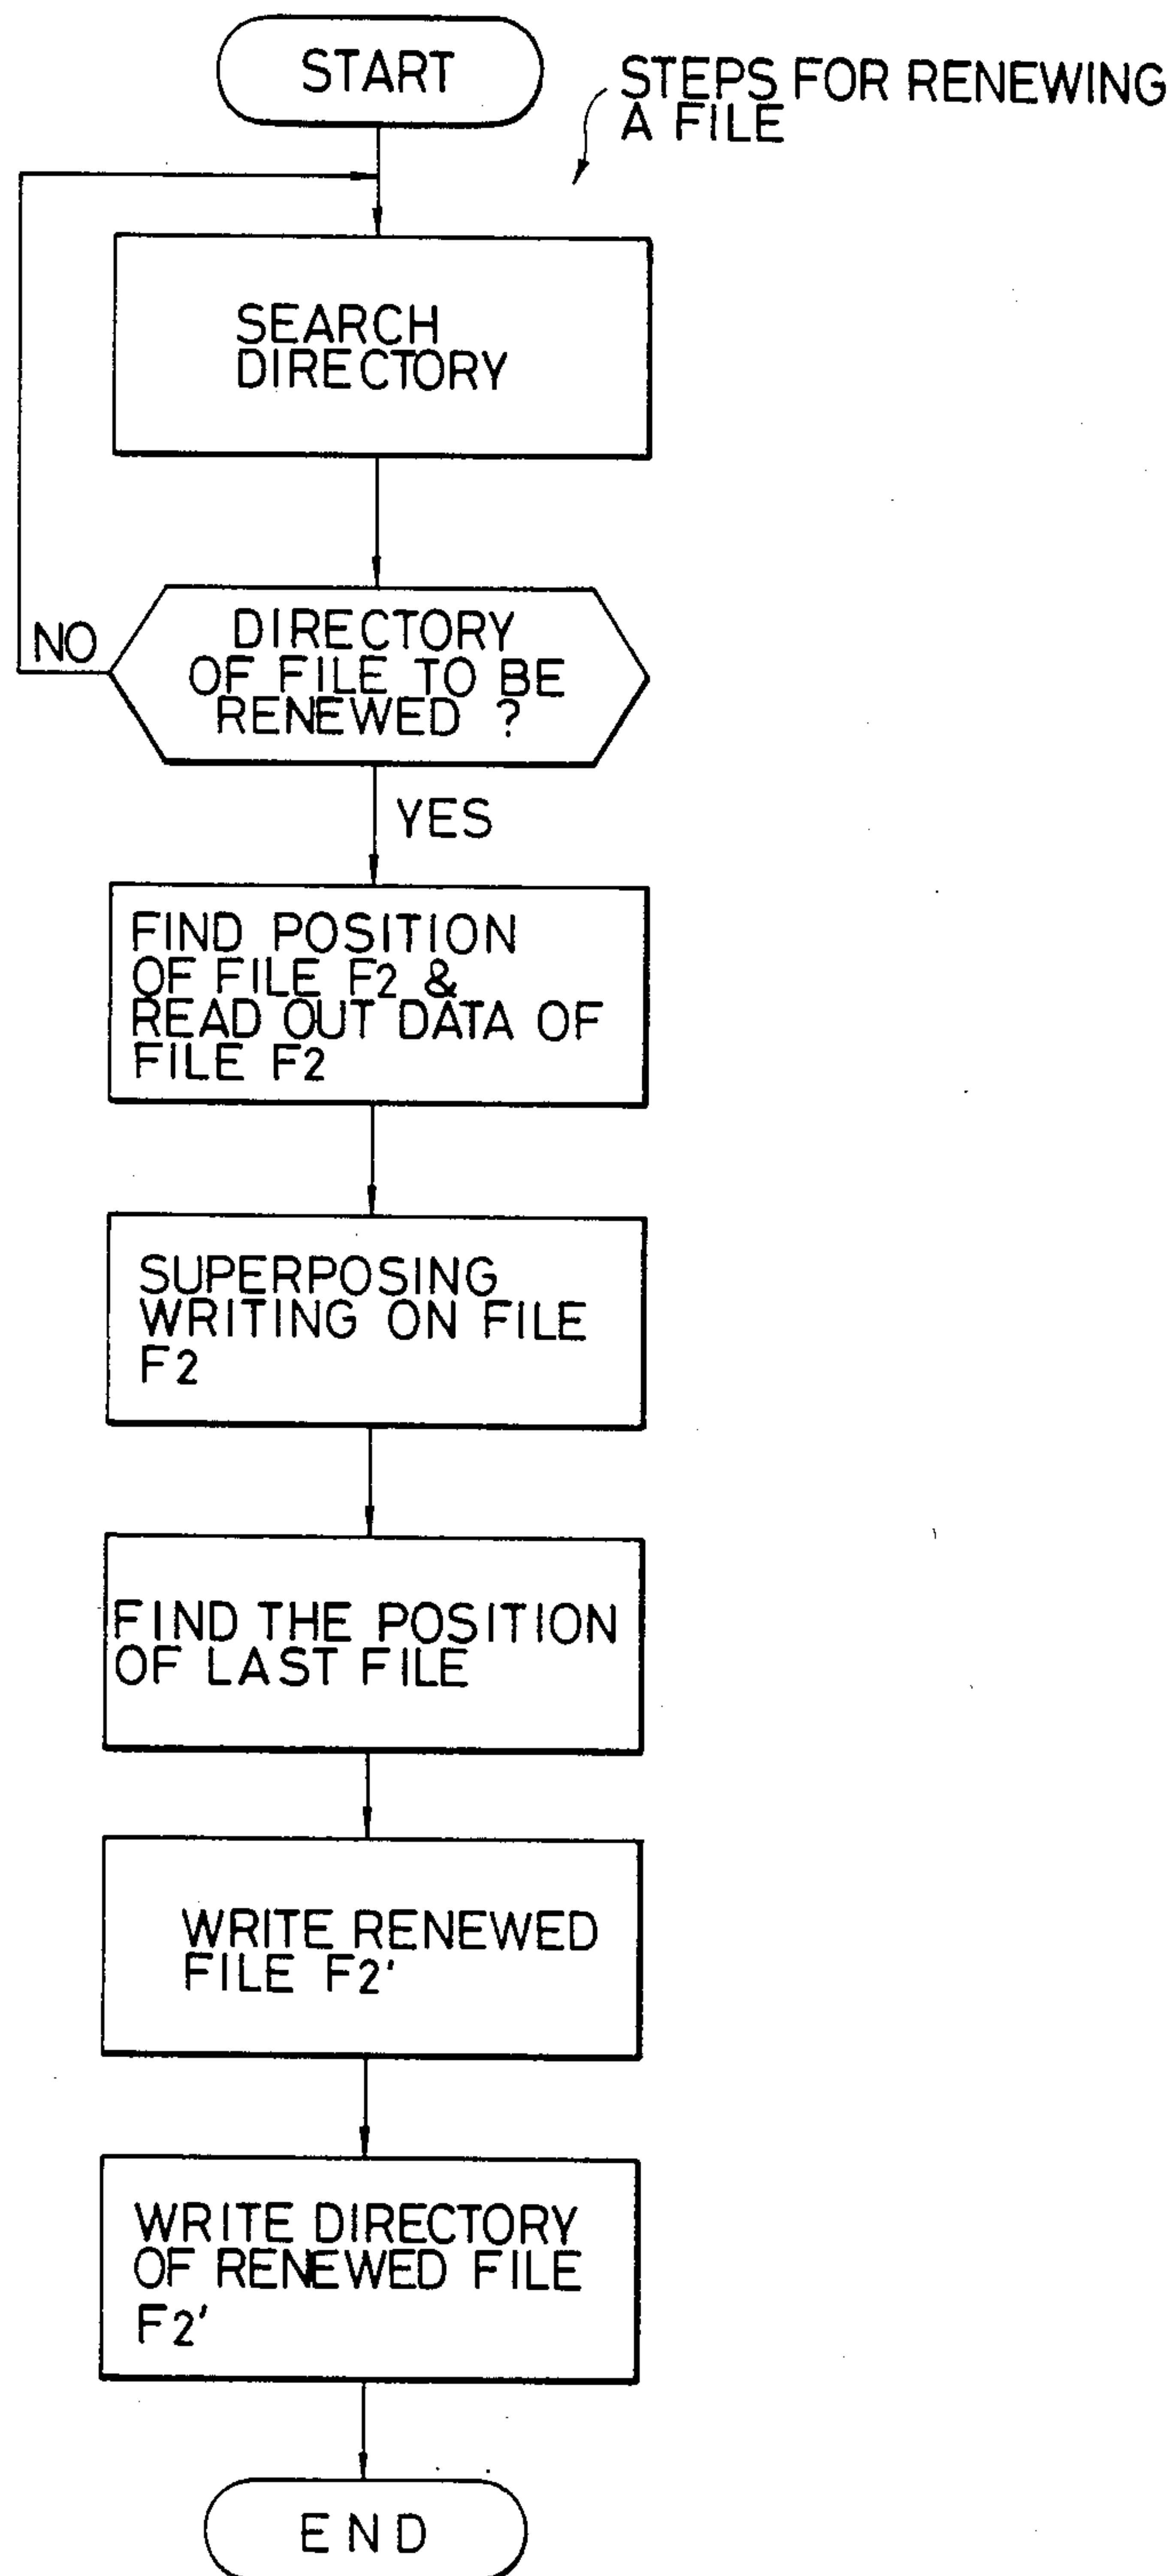 START
STEPS FOR RENEWING
A FILE
SEARCH
DIRECTORY
NO
DIRECTORY
OF FILE TO BE
RENEWED ?
YES
FIND POSITION
OF FILE F2 &
READ OUT DATA OF
FILE F2
SUPERPOSING
WRITING ON FILE
F2
FIND THE POSITION
OF LAST FILE
WRITE RENEWED
FILE F2'
WRITE DIRECTORY
OF RENEWED FILE
F2'
END